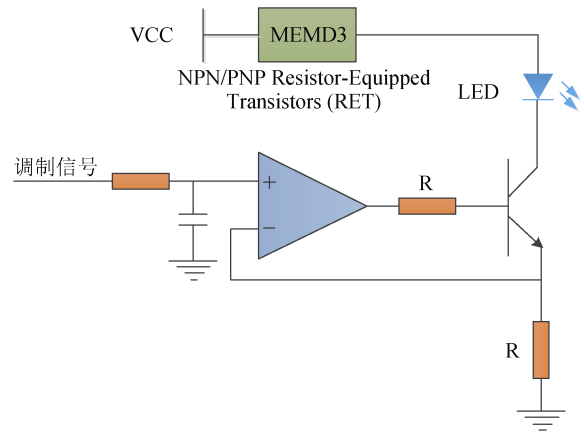 VCC
MEMD3
NPN/PNP Resistor-Equipped
Transistors (RET)
LED
调制信号
+
−
R
R